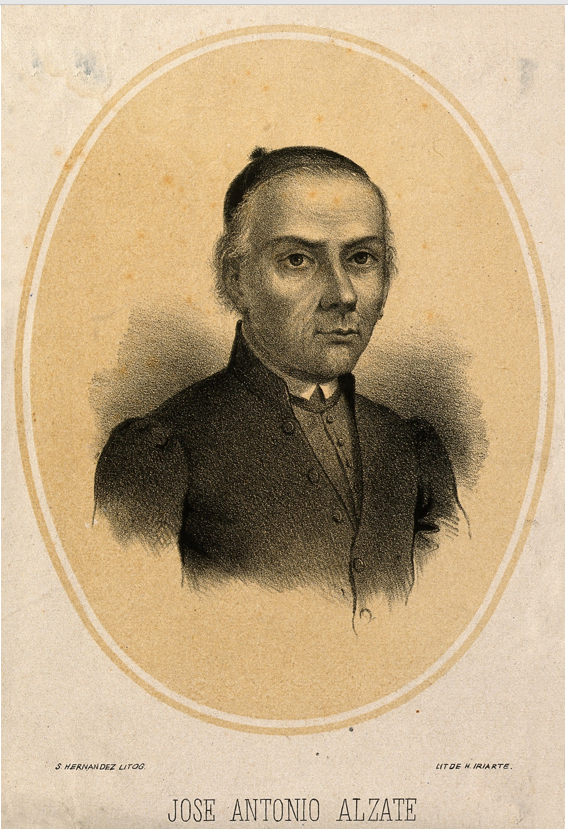 S. HERNANDEZ LITOG.
LIT DE H. IRIARTE.
JOSE ANTONIO ALZATE